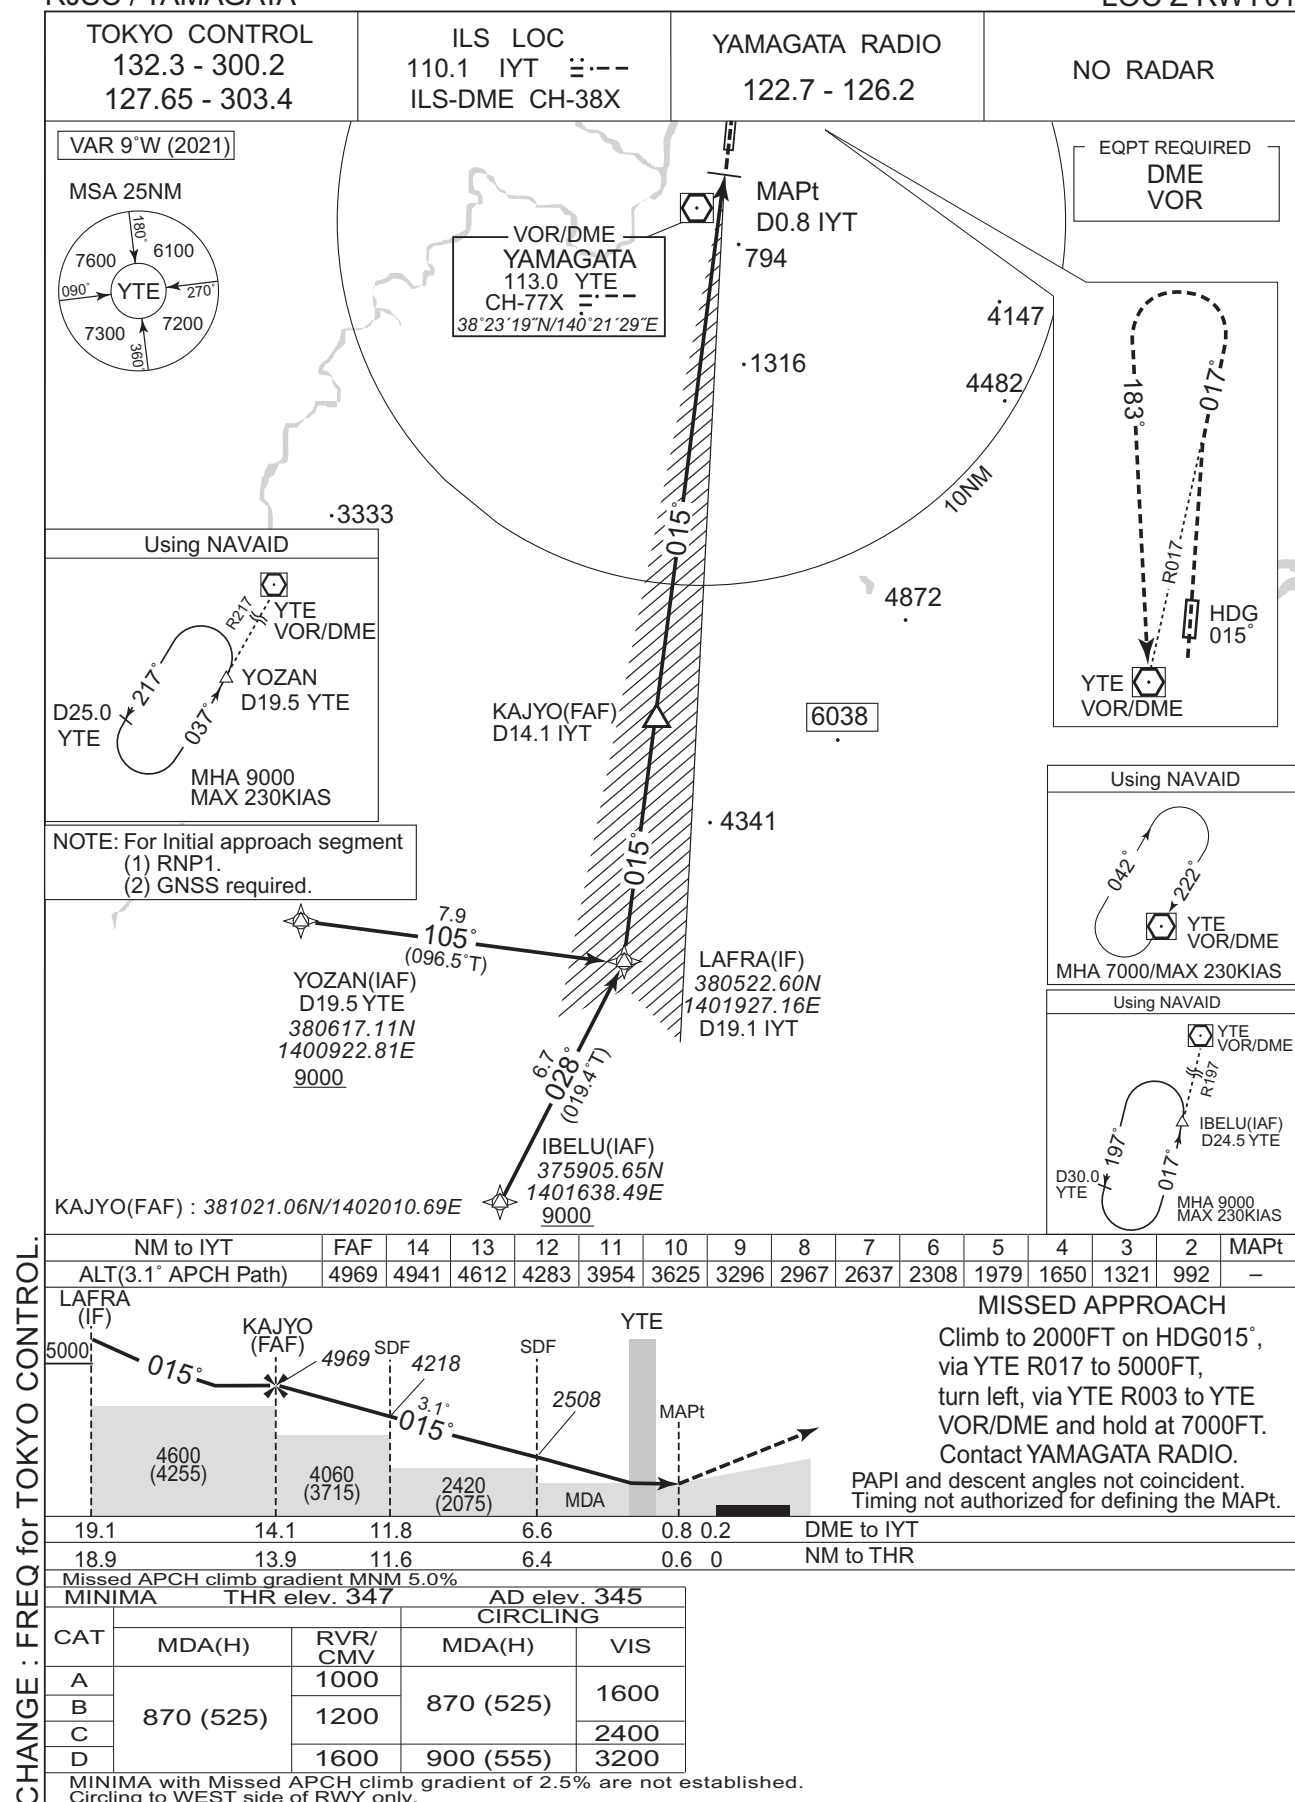 TOKYO CONTROL
132.3 - 300.2
127.65 - 303.4
ILS LOC
110.1 IYT
ILS-DME CH-38X
YAMAGATA RADIO
122.7 - 126.2
NO RADAR
VAR 9˚W (2021)
MSA 25NM
180˚
7600
6100
090˚
YTE
270˚
7300
7200
360˚
VOR/DME
YAMAGATA
113.0 YTE
CH-77X
38˚23´19˝N/140˚21´29˝E
MAPt
D0.8 IYT
794
1316
4147
4482
10NM
3333
4872
6038
4341
EQPT REQUIRED
DME
VOR
183˚
017˚
R017
HDG
015˚
YTE
VOR/DME
Using NAVAID
R217
YTE
VOR/DME
217˚
037˚
YOZAN
D19.5 YTE
D25.0
YTE
MHA 9000
MAX 230KIAS
NOTE: For Initial approach segment
(1) RNP1.
(2) GNSS required.
015˚
KAJYO(FAF)
D14.1 IYT
015˚
7.9
105˚
(096.5˚T)
YOZAN(IAF)
D19.5 YTE
380617.11N
1400922.81E
9000
LAFRA(IF)
380522.60N
1401927.16E
D19.1 IYT
6.7
028˚
(019.4˚T)
IBELU(IAF)
375905.65N
1401638.49E
9000
KAJYO(FAF) : 381021.06N/1402010.69E
Using NAVAID
042˚
222˚
YTE
VOR/DME
MHA 7000/MAX 230KIAS
Using NAVAID
YTE
VOR/DME
R197
IBELU(IAF)
D24.5 YTE
197˚
017˚
D30.0
YTE
MHA 9000
MAX 230KIAS
NM to IYT FAF 14 13 12 11 10 9 8 7 6 5 4 3 2 MAPt
ALT(3.1˚ APCH Path) 4969 4941 4612 4283 3954 3625 3296 2967 2637 2308 1979 1650 1321 992 –
LAFRA
(IF)
5000
015˚
KAJYO
(FAF)
4969
SDF
4218
3.1˚
015˚
SDF
2508
YTE
MAPt
4600
(4255)
4060
(3715)
2420
(2075)
MDA
MISSED APPROACH
Climb to 2000FT on HDG015˚,
via YTE R017 to 5000FT,
turn left, via YTE R003 to YTE
VOR/DME and hold at 7000FT.
Contact YAMAGATA RADIO.
PAPI and descent angles not coincident.
Timing not authorized for defining the MAPt.
19.1 14.1 11.8 6.6 0.8 0.2 DME to IYT
18.9 13.9 11.6 6.4 0.6 0 NM to THR
Missed APCH climb gradient MNM 5.0%
MINIMA THR elev. 347 AD elev. 345
CIRCLING
CAT MDA(H) RVR/CMV MDA(H) VIS
A 870 (525) 1000 870 (525) 1600
B 1200
C 2400
D 1600 900 (555) 3200
MINIMA with Missed APCH climb gradient of 2.5% are not established.
Circling to WEST side of RWY only.
CHANGE : FREQ for TOKYO CONTROL.